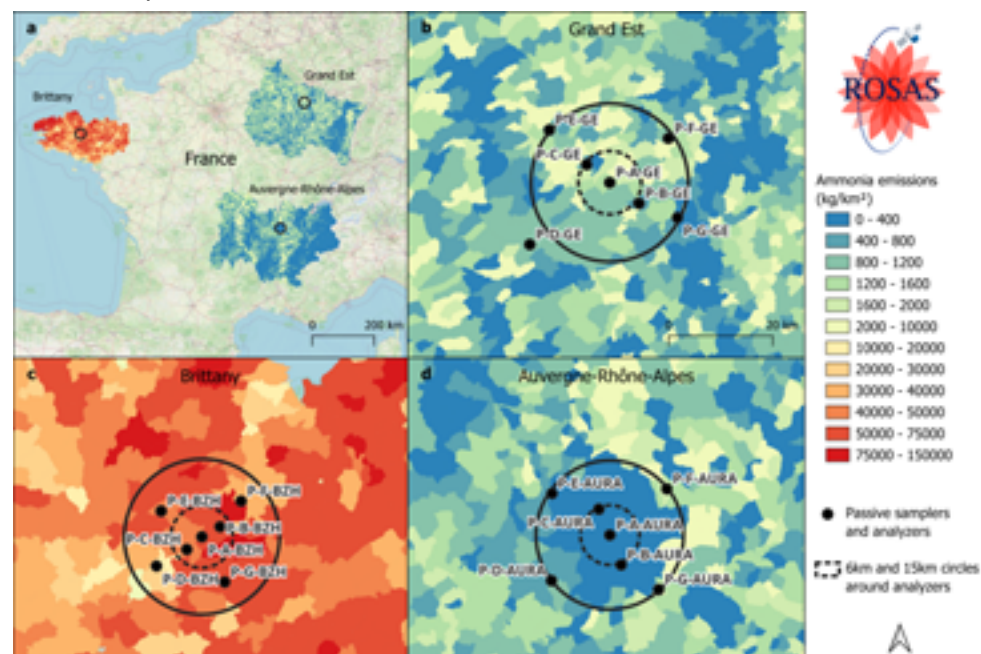 a
Grand Est
Brittany
France
Auvergne-Rhône-Alpes
0 200 km
b
Grand Est
P-E-GE
P-F-GE
P-C-GE
P-A-GE
P-B-GE
P-G-GE
P-D-GE
0 20 km
c
Brittany
P-E-BZH
P-F-BZH
P-B-BZH
P-C-BZH
P-A-BZH
P-D-BZH
P-G-BZH
d
Auvergne-Rhône-Alpes
P-E-AURA
P-F-AURA
P-C-AURA
P-A-AURA
P-B-AURA
P-D-AURA
P-G-AURA
ROSAS
Ammonia emissions
(kg/km²)
0 - 400
400 - 800
800 - 1200
1200 - 1600
1600 - 2000
2000 - 10000
10000 - 20000
20000 - 30000
30000 - 40000
40000 - 50000
50000 - 75000
75000 - 150000
Passive samplers
and analyzers
6km and 15km circles
around analyzers